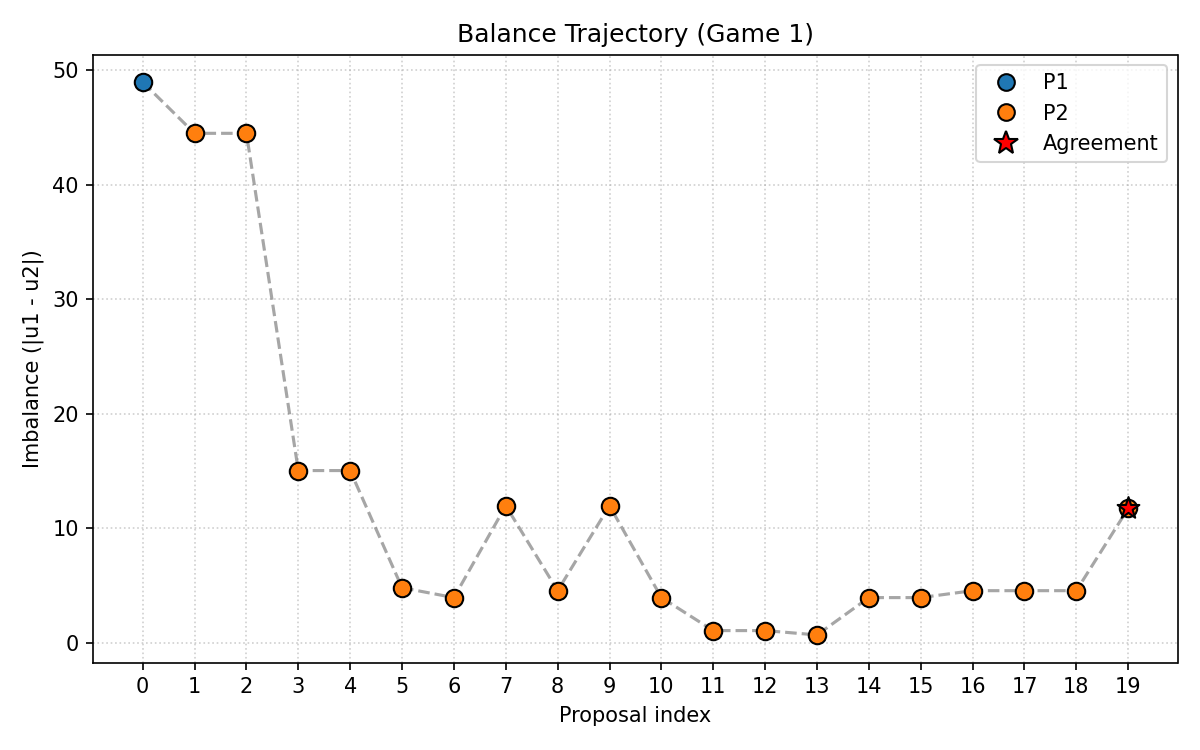 Balance Trajectory (Game 1)
50
40
30
20
10
0
Imbalance (|u1 - u2|)
P1
P2
Agreement
0 1 2 3 4 5 6 7 8 9 10 11 12 13 14 15 16 17 18 19
Proposal index